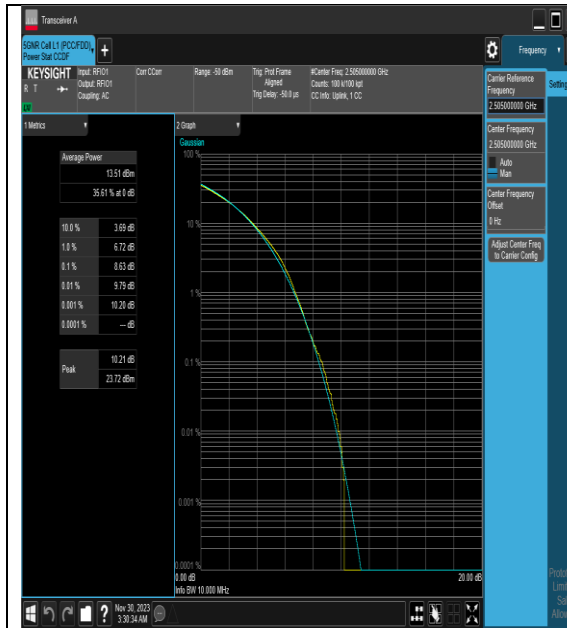 Transceiver A
5GNR Cell L1 (PCC/FDD)
Power Stat CCDF
+
Frequency
KEYSIGHT
R T
Input: RFIO1
Output: RFIO1
Coupling: AC
Corr CCorr
Range: -50 dBm
Trig: Prot Frame
Aligned
Trig Delay: -50.0 µs
#Center Freq: 2.505000000 GHz
Counts: 100 k/100 kpt
CC Info: Uplink, 1 CC
Carrier Reference
Frequency
2.505000000 GHz
Setting
Center Frequency
2.505000000 GHz
Auto
Man
Center Frequency
Offset
0 Hz
Adjust Center Freq
to Carrier Config
1 Metrics
Average Power
13.51 dBm
35.61 % at 0 dB
10.0 % 3.69 dB
1.0 % 6.72 dB
0.1 % 8.63 dB
0.01 % 9.79 dB
0.001 % 10.20 dB
0.0001 % --- dB
Peak
10.21 dB
23.72 dBm
2 Graph
Gaussian
100 %
10 %
1 %
0.1 %
0.01 %
0.001 %
0.0001 %
0.00 dB
20.00 dB
Info BW 10.000 MHz
?
Nov 30, 2023
3:30:34 AM